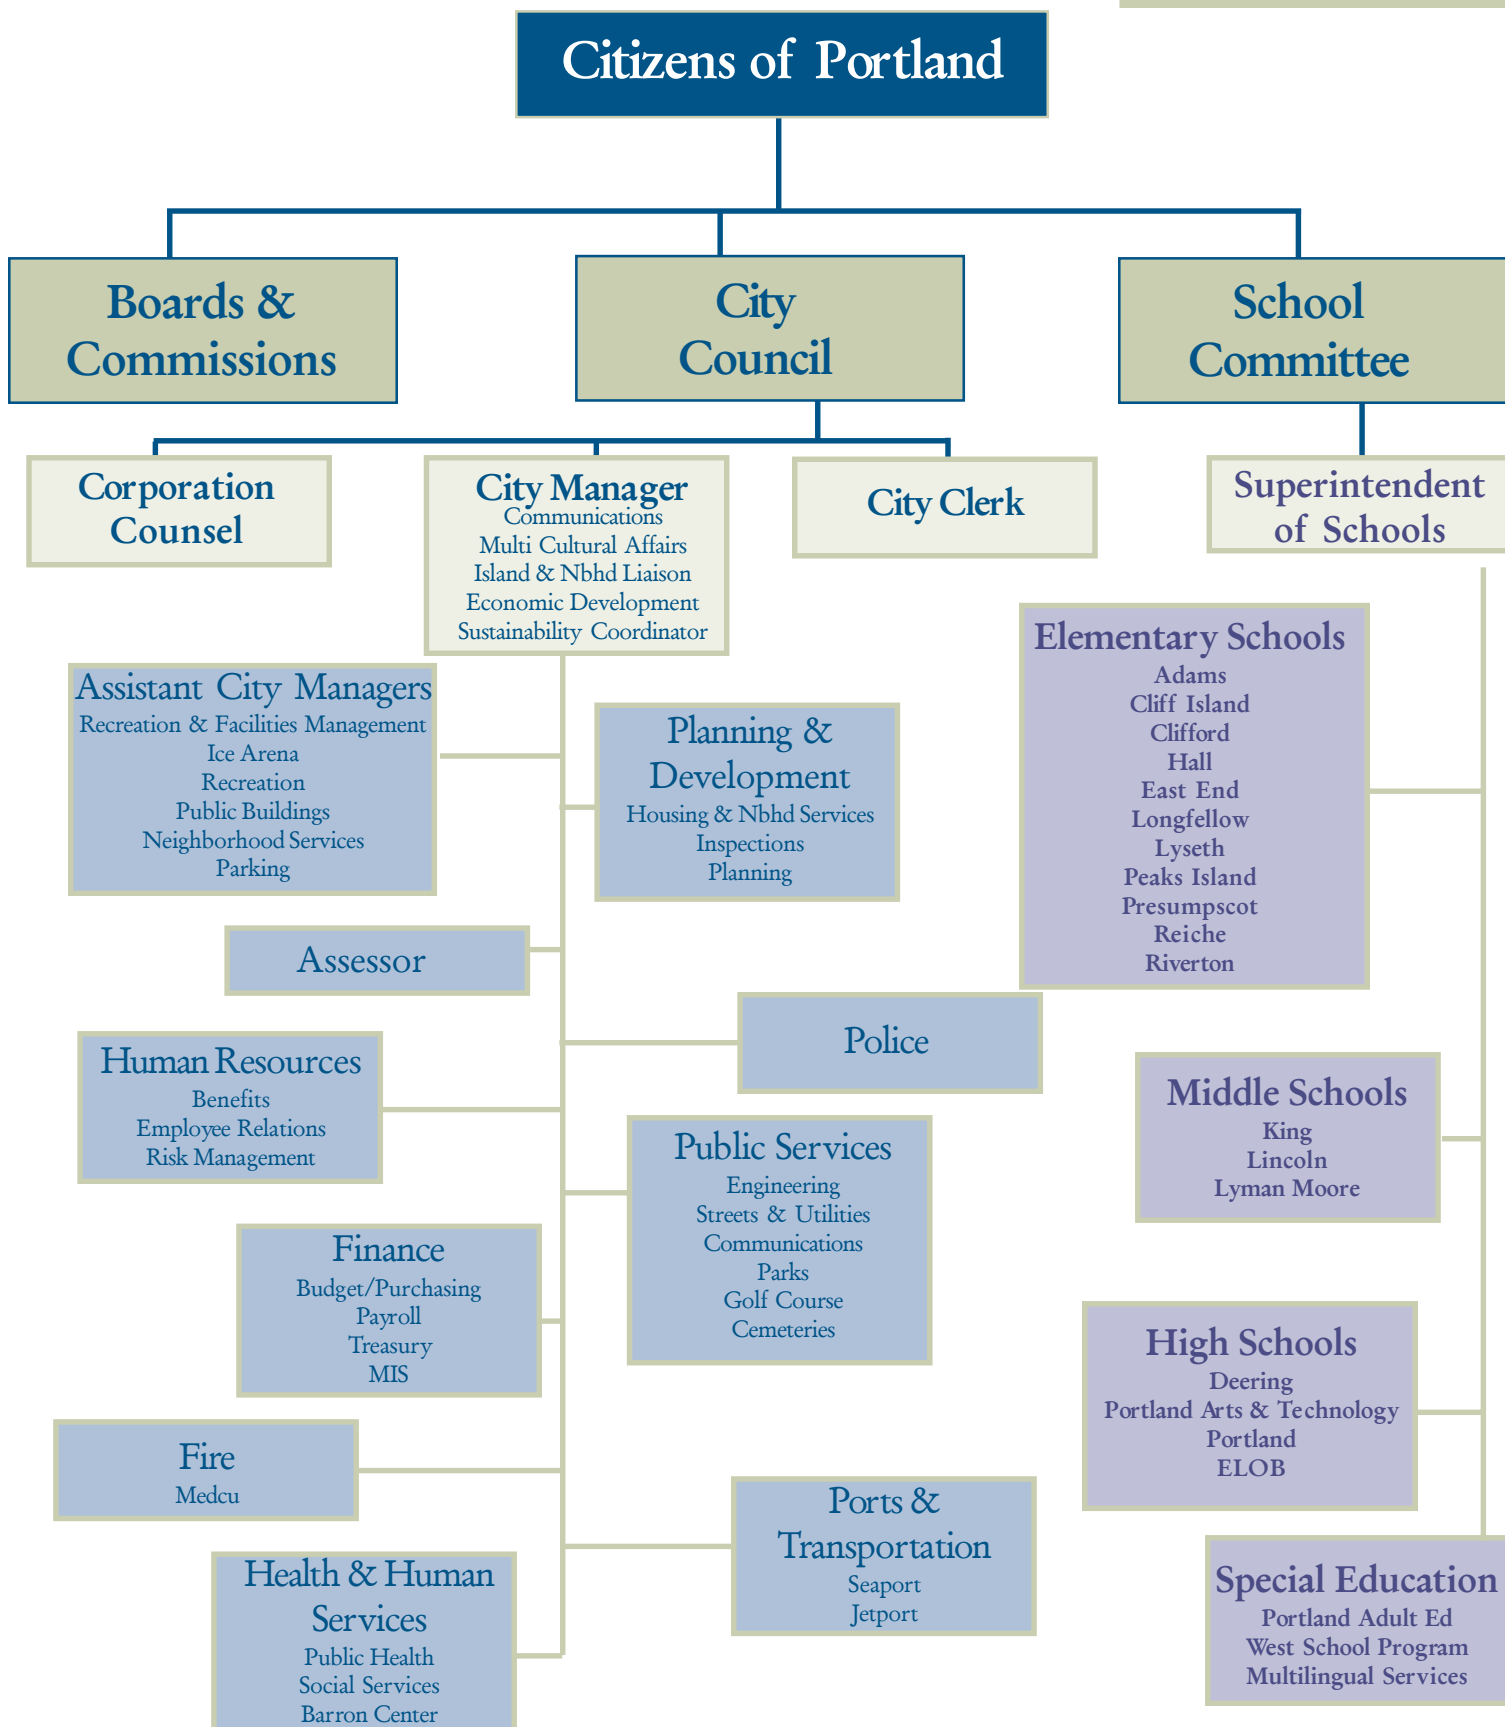 Citizens of Portland
Boards &
Commissions
City
Council
School
Committee
Corporation
Counsel
City Manager
Communications
Multi Cultural Affairs
Island & Nbhd Liaison
Economic Development
Sustainability Coordinator
City Clerk
Superintendent
of Schools
Assistant City Managers
Recreation & Facilities Management
Ice Arena
Recreation
Public Buildings
Neighborhood Services
Parking
Planning &
Development
Housing & Nbhd Services
Inspections
Planning
Elementary Schools
Adams
Cliff Island
Clifford
Hall
East End
Longfellow
Lyseth
Peaks Island
Presumpscot
Reiche
Riverton
Assessor
Police
Human Resources
Benefits
Employee Relations
Risk Management
Middle Schools
King
Lincoln
Lyman Moore
Public Services
Engineering
Streets & Utilities
Communications
Parks
Golf Course
Cemeteries
Finance
Budget/Purchasing
Payroll
Treasury
MIS
High Schools
Deering
Portland Arts & Technology
Portland
ELOB
Fire
Medcu
Ports &
Transportation
Seaport
Jetport
Health & Human
Services
Public Health
Social Services
Barron Center
Special Education
Portland Adult Ed
West School Program
Multilingual Services